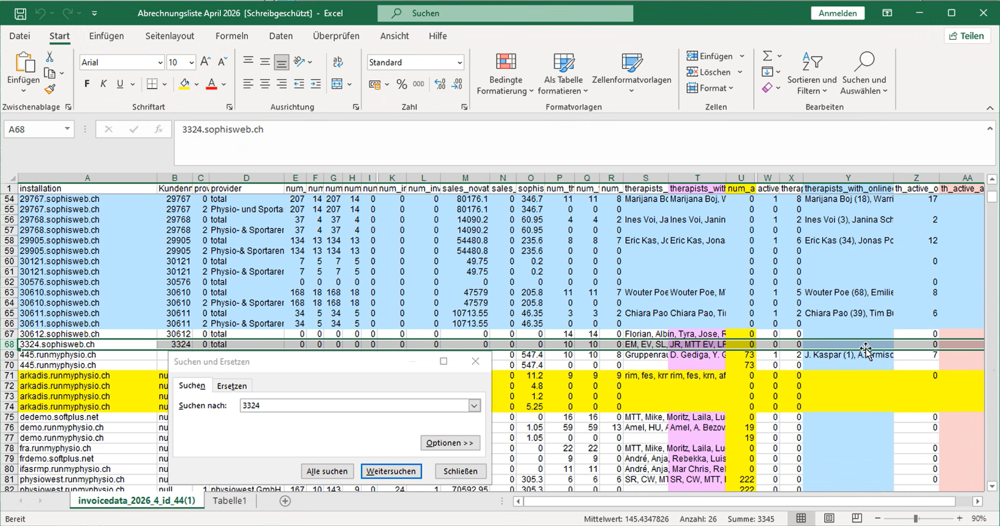 Abrechnungsliste April 2026 [Schreibgeschützt] - Excel
Suchen
Anmelden
Datei Start Einfügen Seitenlayout Formeln Daten Überprüfen Ansicht Hilfe Teilen
Einfügen
Arial 10
Standard
F K U
% 000
Bedingte Formatierung
Als Tabelle formatieren
Zellenformatvorlagen
Einfügen
Löschen
Format
Sortieren und Filtern
Suchen und Auswählen
Zwischenablage Schriftart Ausrichtung Zahl Formatvorlagen Zellen Bearbeiten
A68 fx 3324.sophisweb.ch
A B C D E F G H I K L M N O P Q R S T U W X Y Z AA
1 installation Kundenr prov provider num_ num num num num num_ir num_inv sales_novat sales_ sophis num_th num_ num_ therapists_ therapists_with num_a active therap therapists_with_onlinec th_active_o th_active_a
54 29767.sophisweb.ch 29767 0 total 207 14 207 14 0 0 0 80176.1 0 346.7 11 11 8 Marijana Bo Marijana Boj, V 0 1 8 Marijana Boj (18), Warri 17
55 29767.sophisweb.ch 29767 2 Physio- und Sporta 207 14 207 14 0 0 0 80176.1 0 346.7 0 0 0 0 0 0
56 29768.sophisweb.ch 29768 0 total 37 4 37 4 0 0 0 14090.2 0 60.95 4 4 2 Ines Voi, Ja Ines Voi, Janin 0 1 2 Ines Voi (3), Janina Sch 2
57 29768.sophisweb.ch 29768 2 Physio- & Sportarer 37 4 37 4 0 0 0 14090.2 0 60.95 0 0 0 0 0 0
58 29905.sophisweb.ch 29905 0 total 134 13 134 13 0 0 0 54480.8 0 235.6 8 8 7 Eric Kas, Jo Eric Kas, Jona 0 1 6 Eric Kas (34), Jonas Po 12
59 29905.sophisweb.ch 29905 2 Physio-& Sportarer 134 13 134 13 0 0 0 54480.8 0 235.6 0 0 0 0 0 0
60 30121.sophisweb.ch 30121 0 total 7 5 7 5 0 0 0 49.75 0 0.2 0 0 0 0 0 0 0
61 30121.sophisweb.ch 30121 2 Physio- & Sportarer 7 5 7 5 0 0 0 49.75 0 0.2 0 0 0 0 0 0
62 30576.sophisweb.ch 30576 0 total 0 0 0 0 0 0 0 0 0 0 0 0 0 0 0 0 0
63 30610.sophisweb.ch 30610 0 total 168 18 168 18 0 0 0 47579 0 205.8 11 11 7 Wouter Poe Wouter Poe, M 0 1 5 Wouter Poe (68), Emilie 8
64 30610.sophisweb.ch 30610 2 Physio- & Sportarer 168 18 168 18 0 0 0 47579 0 205.8 0 0 0 0 0 0
65 30611.sophisweb.ch 30611 0 total 34 5 34 5 0 0 0 10713.55 0 46.35 3 3 2 Chiara Pao Chiara Pao, Tir 0 1 2 Chiara Pao (39), Tim Bu 6
66 30611.sophisweb.ch 30611 2 Physio- & Sportarer 34 5 34 5 0 0 0 10713.55 0 46.35 0 0 0 0 0 0
67 30612.sophisweb.ch 30612 0 total 0 0 0 0 0 0 0 0 0 0 14 14 0 Florian, Albin, Tyra, Jose, R 0 0 0 0
68 3324.sophisweb.ch 3324 0 total 0 0 0 0 0 0 0 0 0 0 10 10 0 EM, EV, SL, JR, MTT EV, LF 0 0 0 0
69 445.runmyphysio.ch 0 547.4 10 10 8 Gruppenrau D. Gediga, Y. G 73 1 2 J. Kaspar (1), A. 7
70 445.runmyphysio.ch 0 547.4 0 0 0 73 0 0
71 arkadis.runmyphysio.ch nu 0 11.2 9 9 9 rim, fes, krn rim, fes, krn, af 0 0 0 0
72 arkadis.runmyphysio.ch nu 0 4.8 0 0 0 0 0 0
73 arkadis.runmyphysio.ch nu 0 1.2 0 0 0 0 0 0
74 arkadis.runmyphysio.ch nu 0 5.25 0 0 0 0 0 0
75 dedemo.softplus.net nu 0 0 16 16 0 MTT, Mike, Moritz, Laila, Lu 0 0 0 0
76 demo.runmyphysio.ch nu 0 1.05 59 59 13 Amel, HU, A Amel, A. Bezov 19 0 0 0
77 demo.runmyphysio.ch nu 0 1.05 0 0 0 19 0 0
78 fra.runmyphysio.ch nu 0 0 22 22 0 MTT, Mike, Moritz, Laila, Lu 0 0 0 0
79 frdemo.softplus.net nu 0 0 9 9 0 André, Anja, Rebekka, Luis 0 0 0 0
80 ifasrmp.runmyphysio.ch nu 0 0 11 11 0 André, Anja, Mar Chris, Rel 0 0 0 0
81 physiowest.runmyphysio.ch nu 0 305.3 6 6 6 SR, CW, MT SR, CW, MTT, 222 0 0 0
82 physiowest.runmyphysio.ch null 1 physiowest GmbH 167 10 143 9 0 24 1 70592.95 0 305.3 0 0 0 222 0 0
Suchen und Ersetzen
Suchen Ersetzen
Suchen nach: 3324
Optionen >>
Alle suchen Weitersuchen Schließen
invoicedata_2026_4_id_44(1) Tabelle1
Bereit Mittelwert: 145.4347826 Anzahl: 26 Summe: 3345 90%